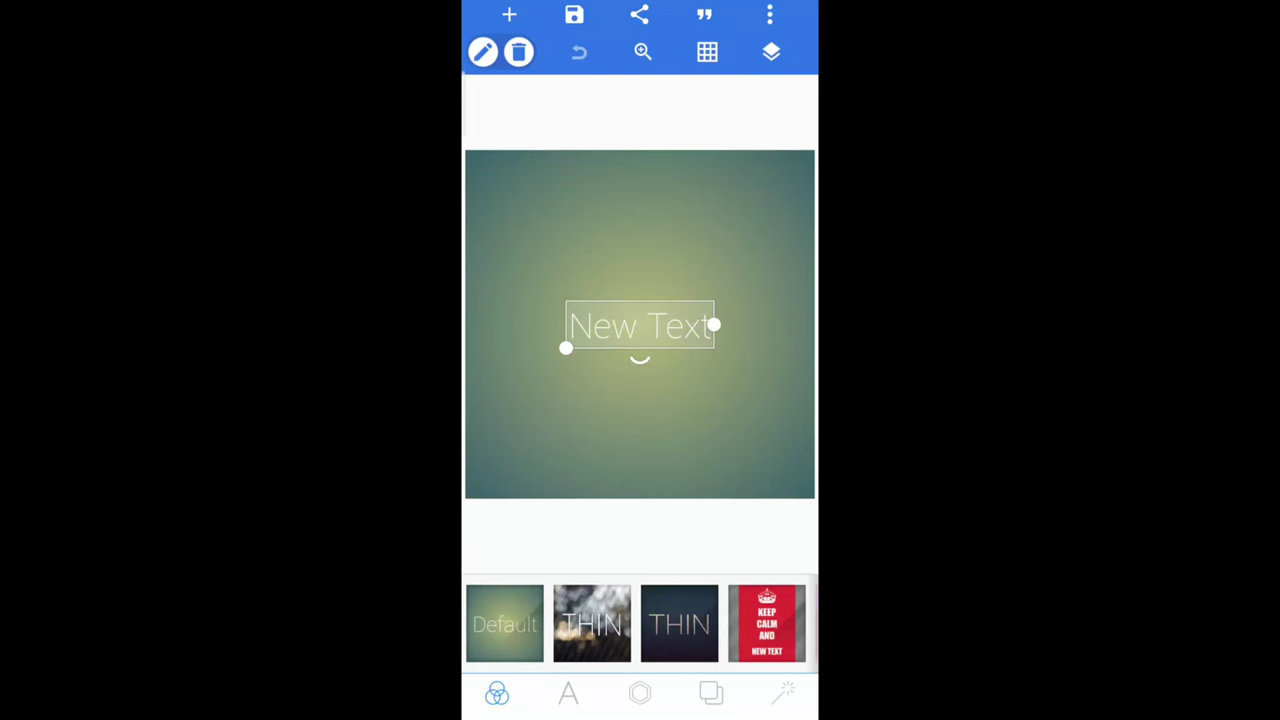 New Text
Default
THIN
THIN
KEEP
CALM
AND
NEW TEXT